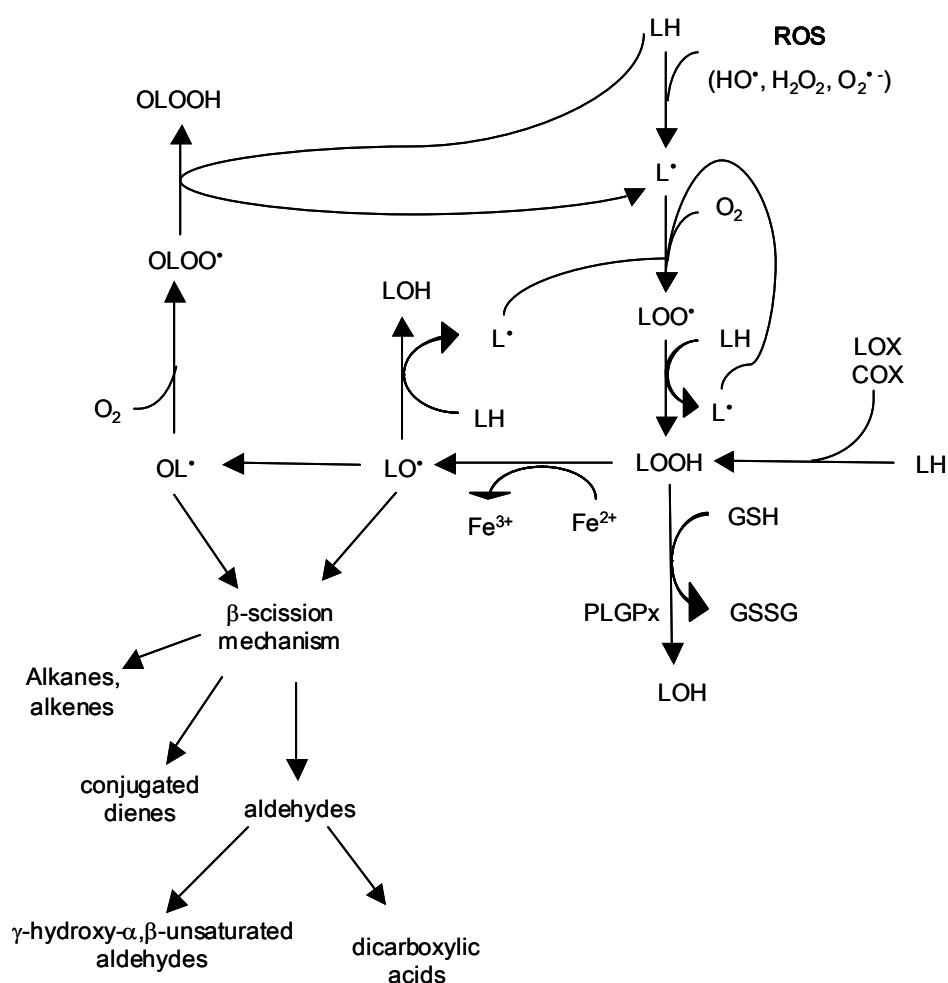 LH
ROS
(HO•, H₂O₂, O₂•⁻)
OLOOH
L•
O₂
OLOO•
LOH
LOO•
L•
LH
LOX
COX
O₂
LH
L•
OL•
LO•
LOOH
LH
Fe³⁺
Fe²⁺
GSH
β-scission
mechanism
PLGPx
GSSG
Alkanes,
alkenes
LOH
conjugated
dienes
aldehydes
γ-hydroxy-α,β-unsaturated
aldehydes
dicarboxylic
acids